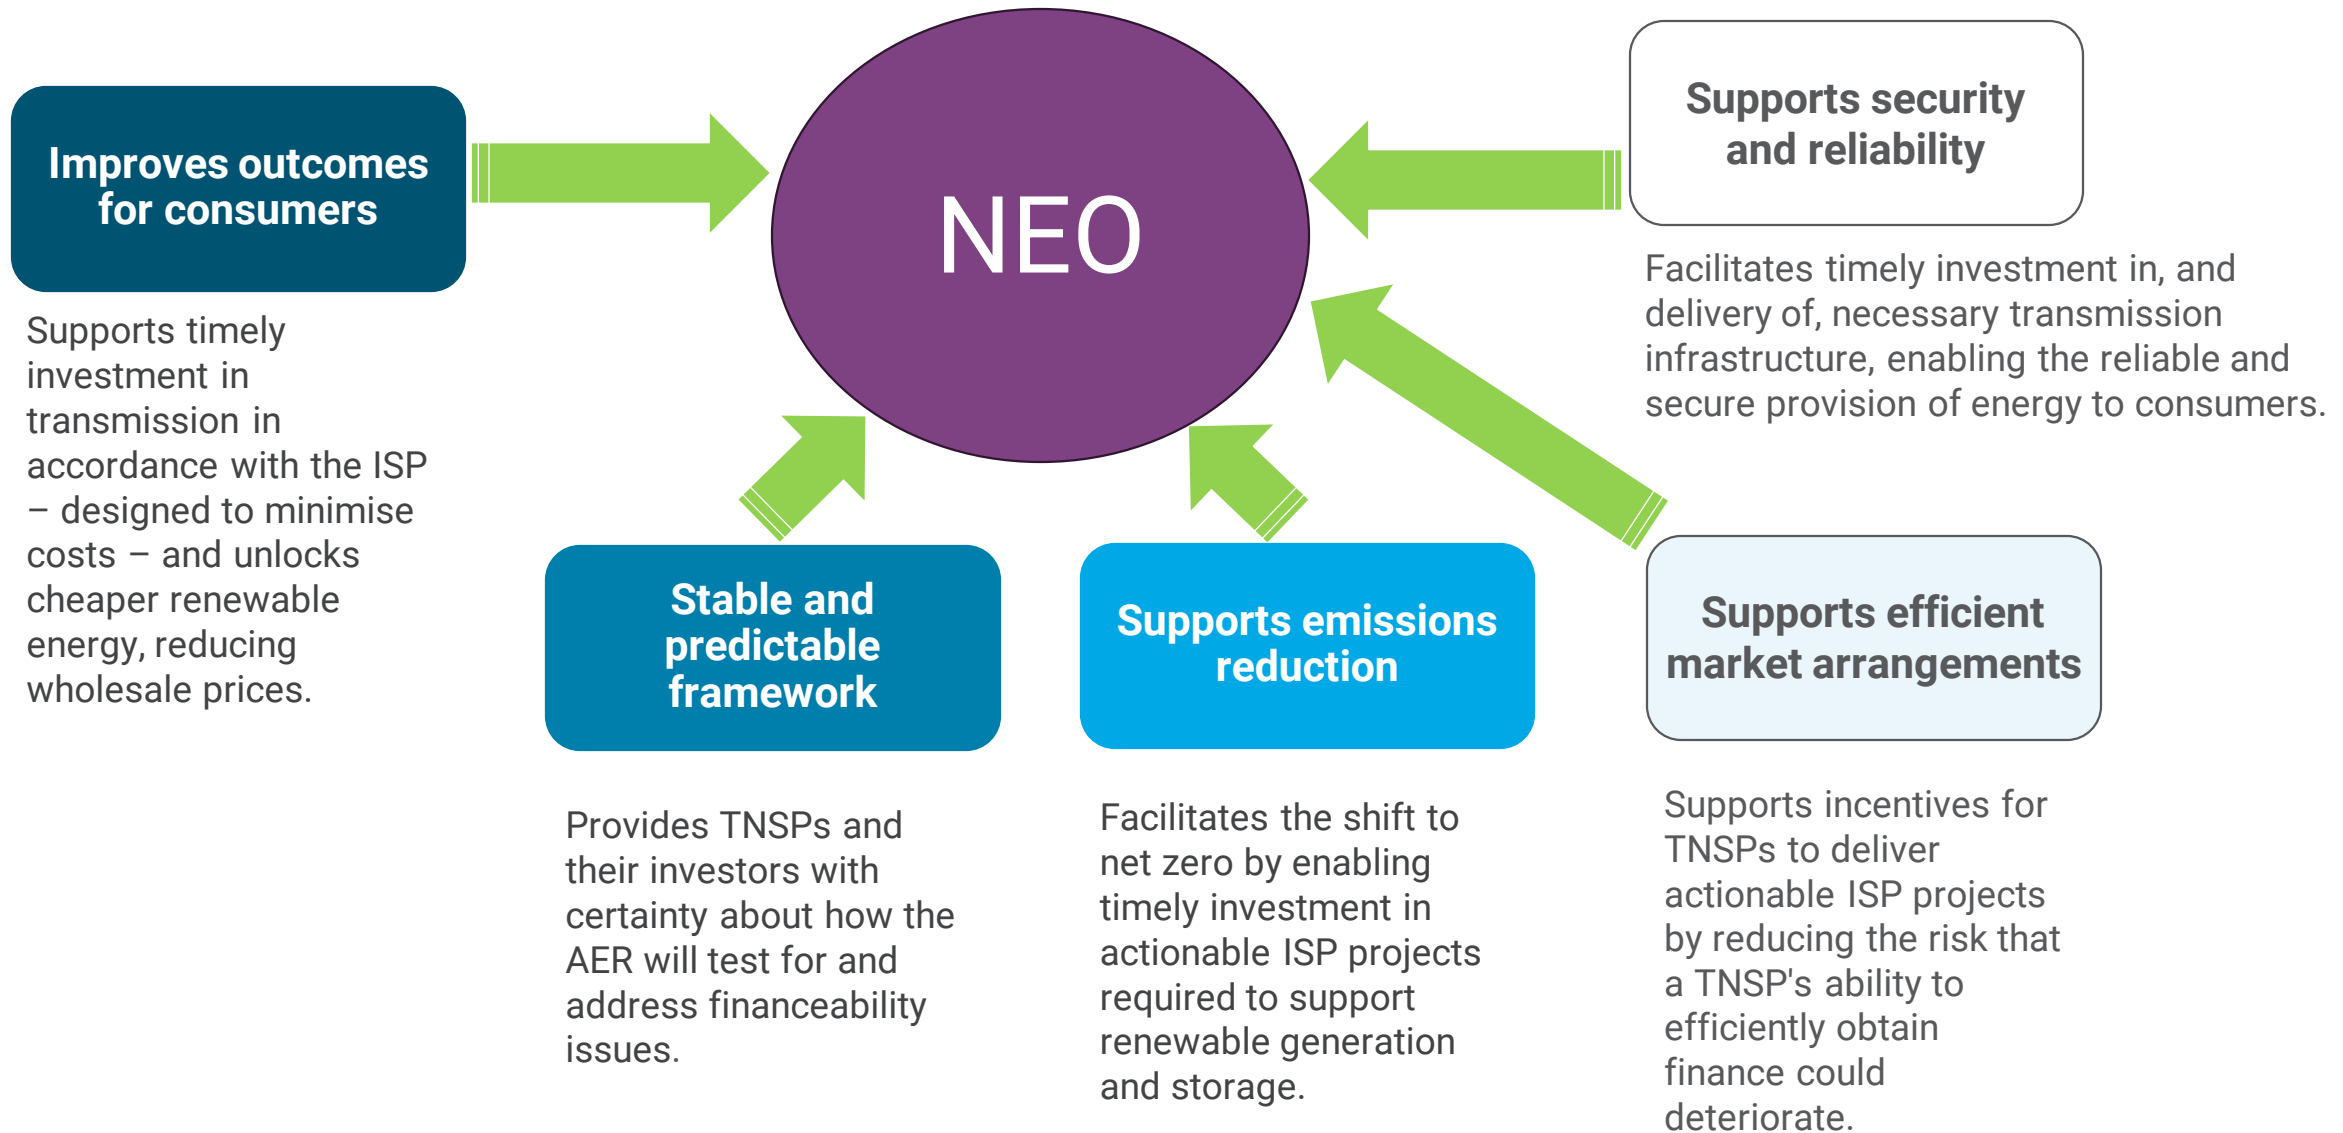 NEO
Improves outcomes
for consumers
Supports timely
investment in
transmission in
accordance with the ISP
– designed to minimise
costs – and unlocks
cheaper renewable
energy, reducing
wholesale prices.
Stable and
predictable
framework
Provides TNSPs and
their investors with
certainty about how the
AER will test for and
address financeability
issues.
Supports emissions
reduction
Facilitates the shift to
net zero by enabling
timely investment in
actionable ISP projects
required to support
renewable generation
and storage.
Supports security
and reliability
Facilitates timely investment in, and
delivery of, necessary transmission
infrastructure, enabling the reliable and
secure provision of energy to consumers.
Supports efficient
market arrangements
Supports incentives for
TNSPs to deliver
actionable ISP projects
by reducing the risk that
a TNSP's ability to
efficiently obtain
finance could
deteriorate.